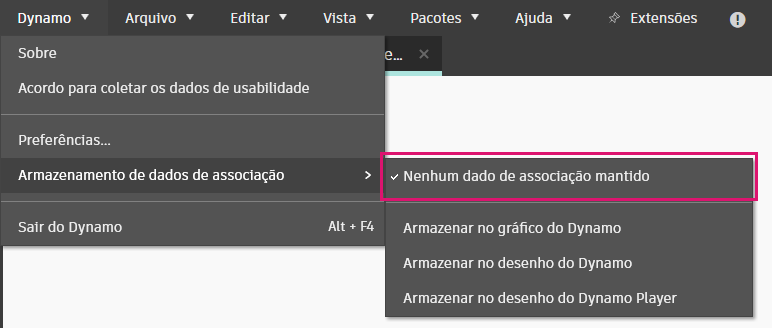 Dynamo Arquivo Editar Vista Pacotes Ajuda Extensões
Sobre e... ×
Acordo para coletar os dados de usabilidade
Preferências...
Armazenamento de dados de associação >
Nenhum dado de associação mantido
Sair do Dynamo Alt + F4
Armazenar no gráfico do Dynamo
Armazenar no desenho do Dynamo
Armazenar no desenho do Dynamo Player